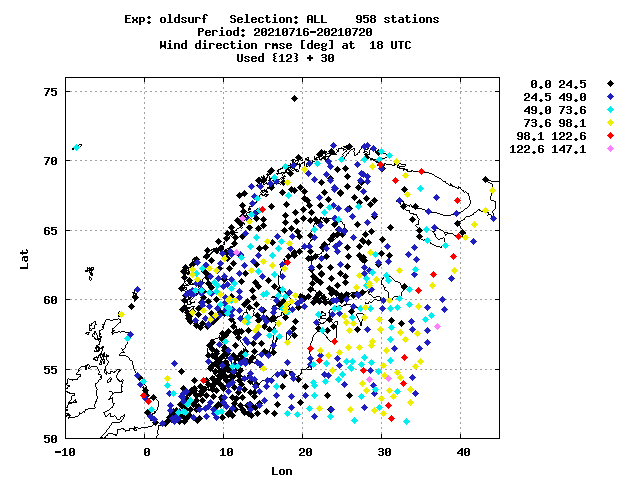 Exp: oldsurf Selection: ALL 958 stations
Period: 20210716-20210720
Wind direction rmse [deg] at 18 UTC
Used {12} + 30
0.0 24.5
24.5 49.0
49.0 73.6
73.6 98.1
98.1 122.6
122.6 147.1
75
70
65
60
55
50
Lat
-10 0 10 20 30 40
Lon